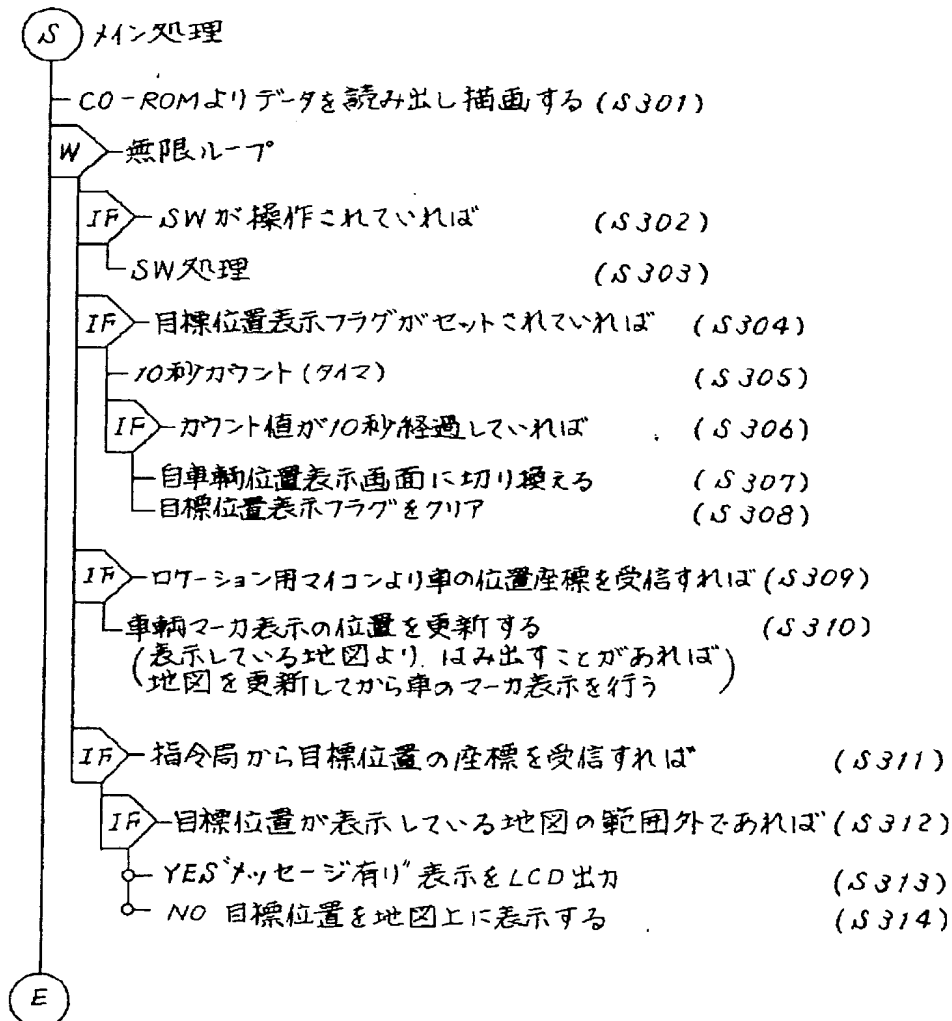 S メイン処理
CD-ROMよりデータを読み出し描画する (S301)
W 無限ループ
IF SWが操作されていれば (S302)
SW処理 (S303)
IF 目標位置表示フラグがセットされていれば (S304)
10秒カウント(タイマ) (S305)
IF カウント値が10秒経過していれば (S306)
自車輌位置表示画面に切り換える (S307)
目標位置表示フラグをクリア (S308)
IF ロケーション用マイコンより車の位置座標を受信すれば (S309)
車輌マーカ表示の位置を更新する (S310)
(表示している地図より、はみ出すことがあれば
地図を更新してから車のマーカ表示を行う)
IF 指令局から目標位置の座標を受信すれば (S311)
IF 目標位置が表示している地図の範囲外であれば (S312)
YES "メッセージ有り" 表示をLCD出力 (S313)
NO 目標位置を地図上に表示する (S314)
E